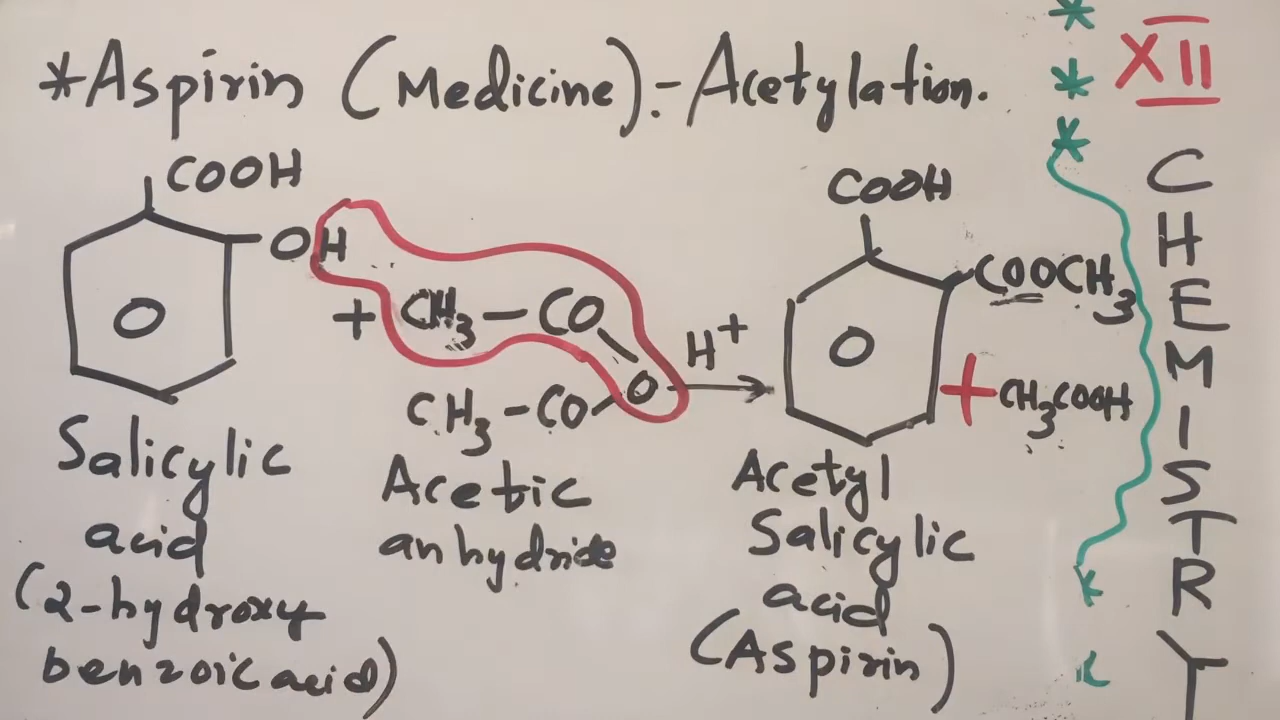 *Aspirin (Medicine):-Acetylation.
XII
CHEMISTRY
COOH
OH
+ CH3-CO
O
CH3-CO
H+
COOH
COOCH3
+ CH3COOH
Salicylic
acid
(2-hydroxy
benzoic acid)
Acetic
anhydride
Acetyl
Salicylic
acid
(Aspirin)